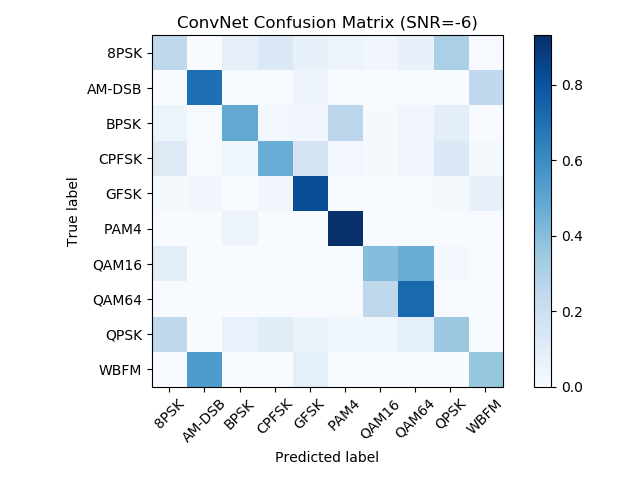 ConvNet Confusion Matrix (SNR=-6)
8PSK
AM-DSB
BPSK
CPFSK
GFSK
PAM4
QAM16
QAM64
QPSK
WBFM
True label
8PSK
AM-DSB
BPSK
CPFSK
GFSK
PAM4
QAM16
QAM64
QPSK
WBFM
Predicted label
0.8
0.6
0.4
0.2
0.0